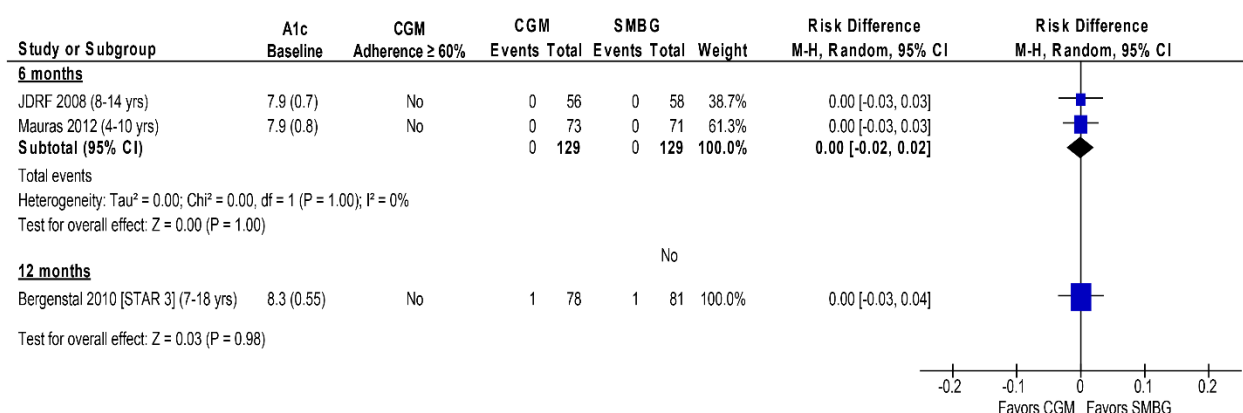 A1c CGM CGM SMBG Risk Difference Risk Difference
Study or Subgroup Baseline Adherence ≥ 60% Events Total Events Total Weight M-H, Random, 95% CI M-H, Random, 95% CI
6 months
JDRF 2008 (8-14 yrs) 7.9 (0.7) No 0 56 0 58 38.7% 0.00 [-0.03, 0.03]
Mauras 2012 (4-10 yrs) 7.9 (0.8) No 0 73 0 71 61.3% 0.00 [-0.03, 0.03]
Subtotal (95% CI) 0 129 0 129 100.0% 0.00 [-0.02, 0.02]
Total events
Heterogeneity: Tau² = 0.00; Chi² = 0.00, df = 1 (P = 1.00); I² = 0%
Test for overall effect: Z = 0.00 (P = 1.00)
No
12 months
Bergenstal 2010 [STAR 3] (7-18 yrs) 8.3 (0.55) No 1 78 1 81 100.0% 0.00 [-0.03, 0.04]
Test for overall effect: Z = 0.03 (P = 0.98)
-0.2 -0.1 0 0.1 0.2
Favors CGM Favors SMBG